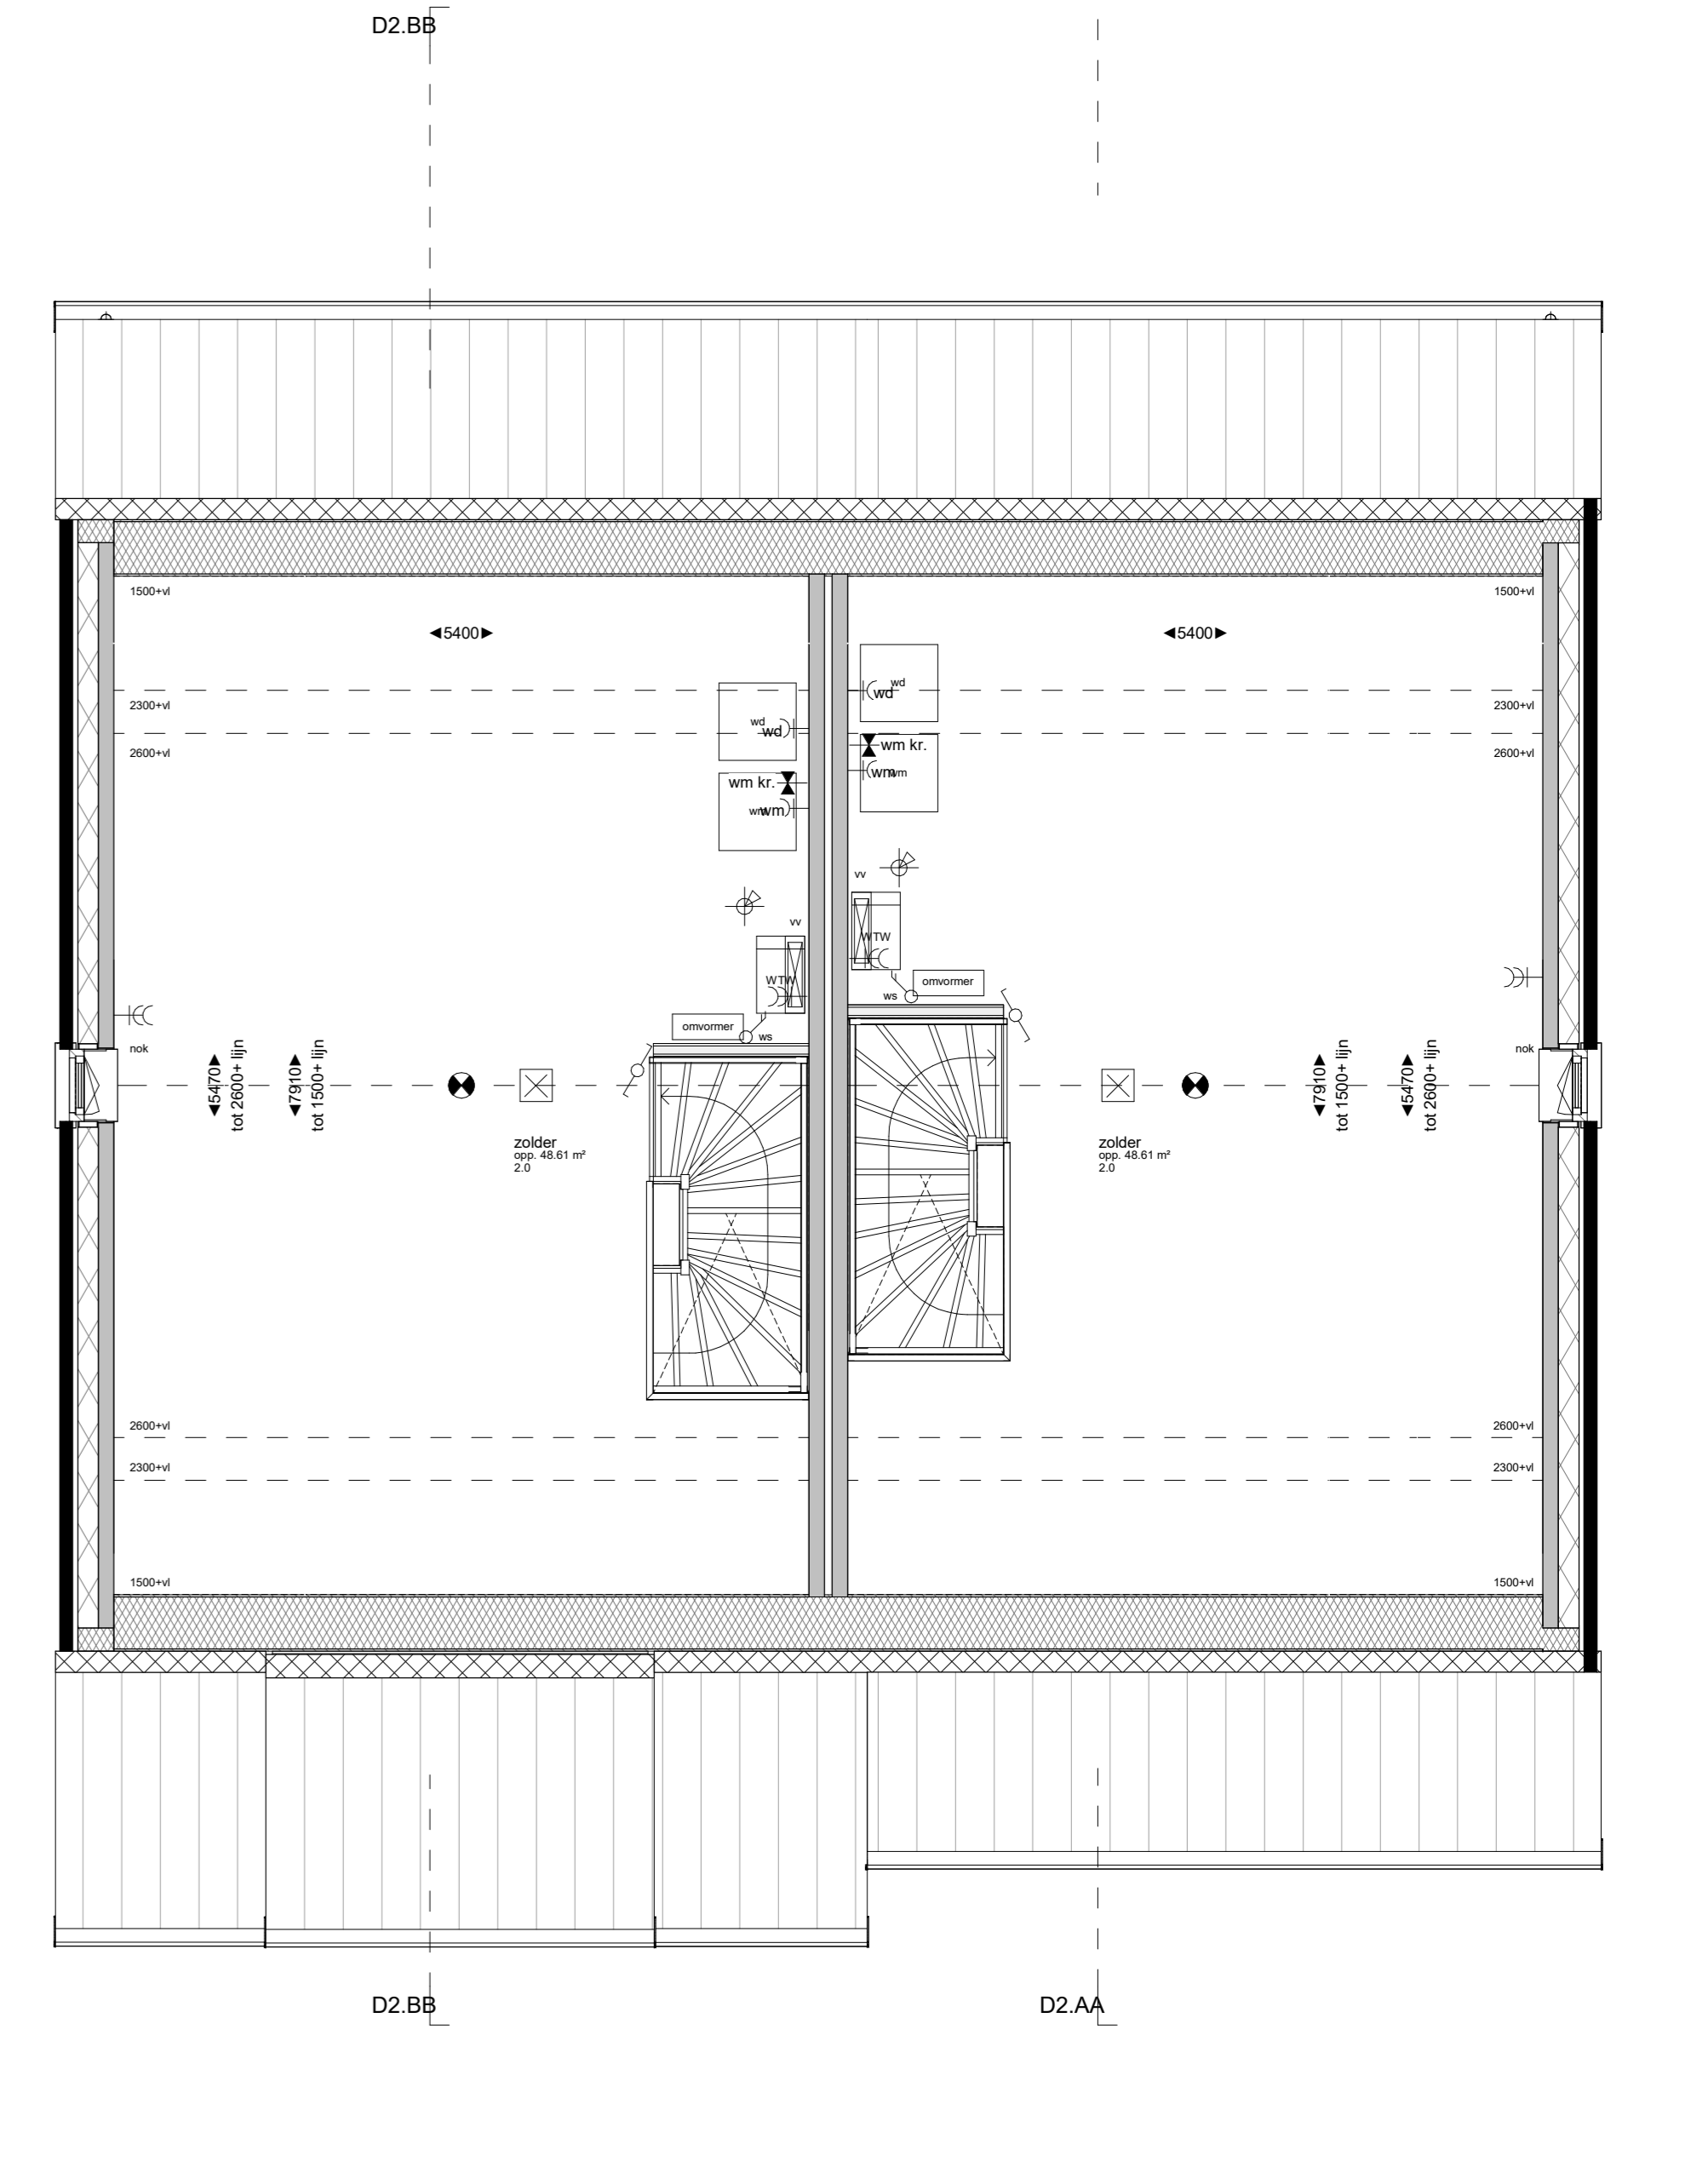 D2.BB
1500+vl
1500+vl
◄5400►
◄5400►
wd
wd
2300+vl
2300+vl
wd
wd
wm kr.
2600+vl
2600+vl
wm
wm
wm kr.
wm
wm
vv
vv
WTW
WTW
omvormer
ws
omvormer
ws
nok
nok
◄5470►
tot 2600+ lijn
◄7910►
tot 1500+ lijn
◄7910►
tot 1500+ lijn
◄5470►
tot 2600+ lijn
zolder
opp. 48.61 m²
2.0
zolder
opp. 48.61 m²
2.0
2600+vl
2600+vl
2300+vl
2300+vl
1500+vl
1500+vl
D2.BB
D2.AA